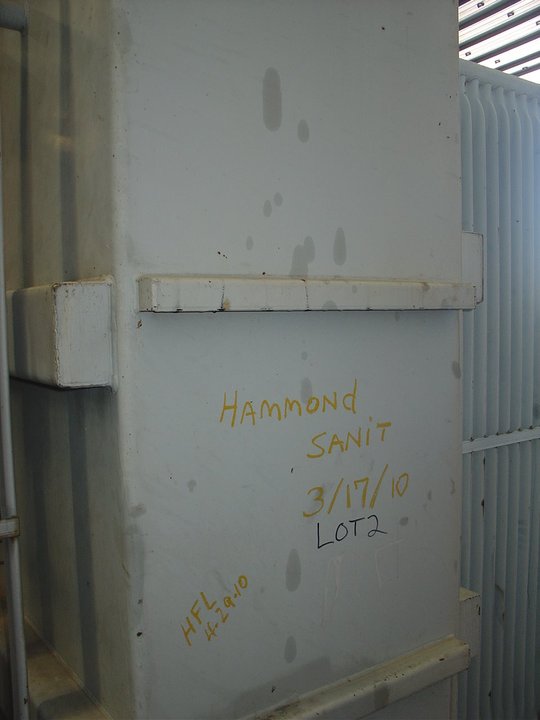 HAMMOND
SANIT
3/17/10
LOT2
HFL
4-29-10